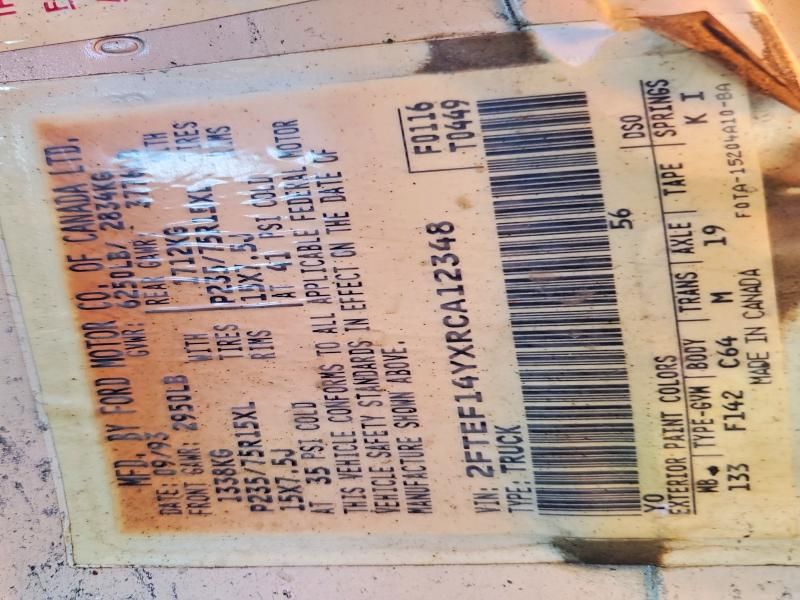 MFD. BY FORD MOTOR CO. OF CANADA LTD.
DATE: 09/93 GVWR: 6250LB/ 2834KG
FRONT GAWR: 2950LB REAR GAWR:
1338KG WITH 1712KG
P235/75R15XL TIRES P235/75R15XL TIRES
15X7.5J RIMS 15X7.5J
AT 35 PSI COLD AT 41 PSI COLD
THIS VEHICLE CONFORMS TO ALL APPLICABLE FEDERAL MOTOR
VEHICLE SAFETY STANDARDS IN EFFECT ON THE DATE OF
MANUFACTURE SHOWN ABOVE.
F0116
T0449
VIN: 2FTEF14YXRCA12348
TYPE: TRUCK
56
YO DSO
EXTERIOR PAINT COLORS
WB TYPE-GVW BODY TRANS AXLE TAPE SPRINGS
133 F142 C64 M 19 K I
MADE IN CANADA F0TA-15204A10-BA